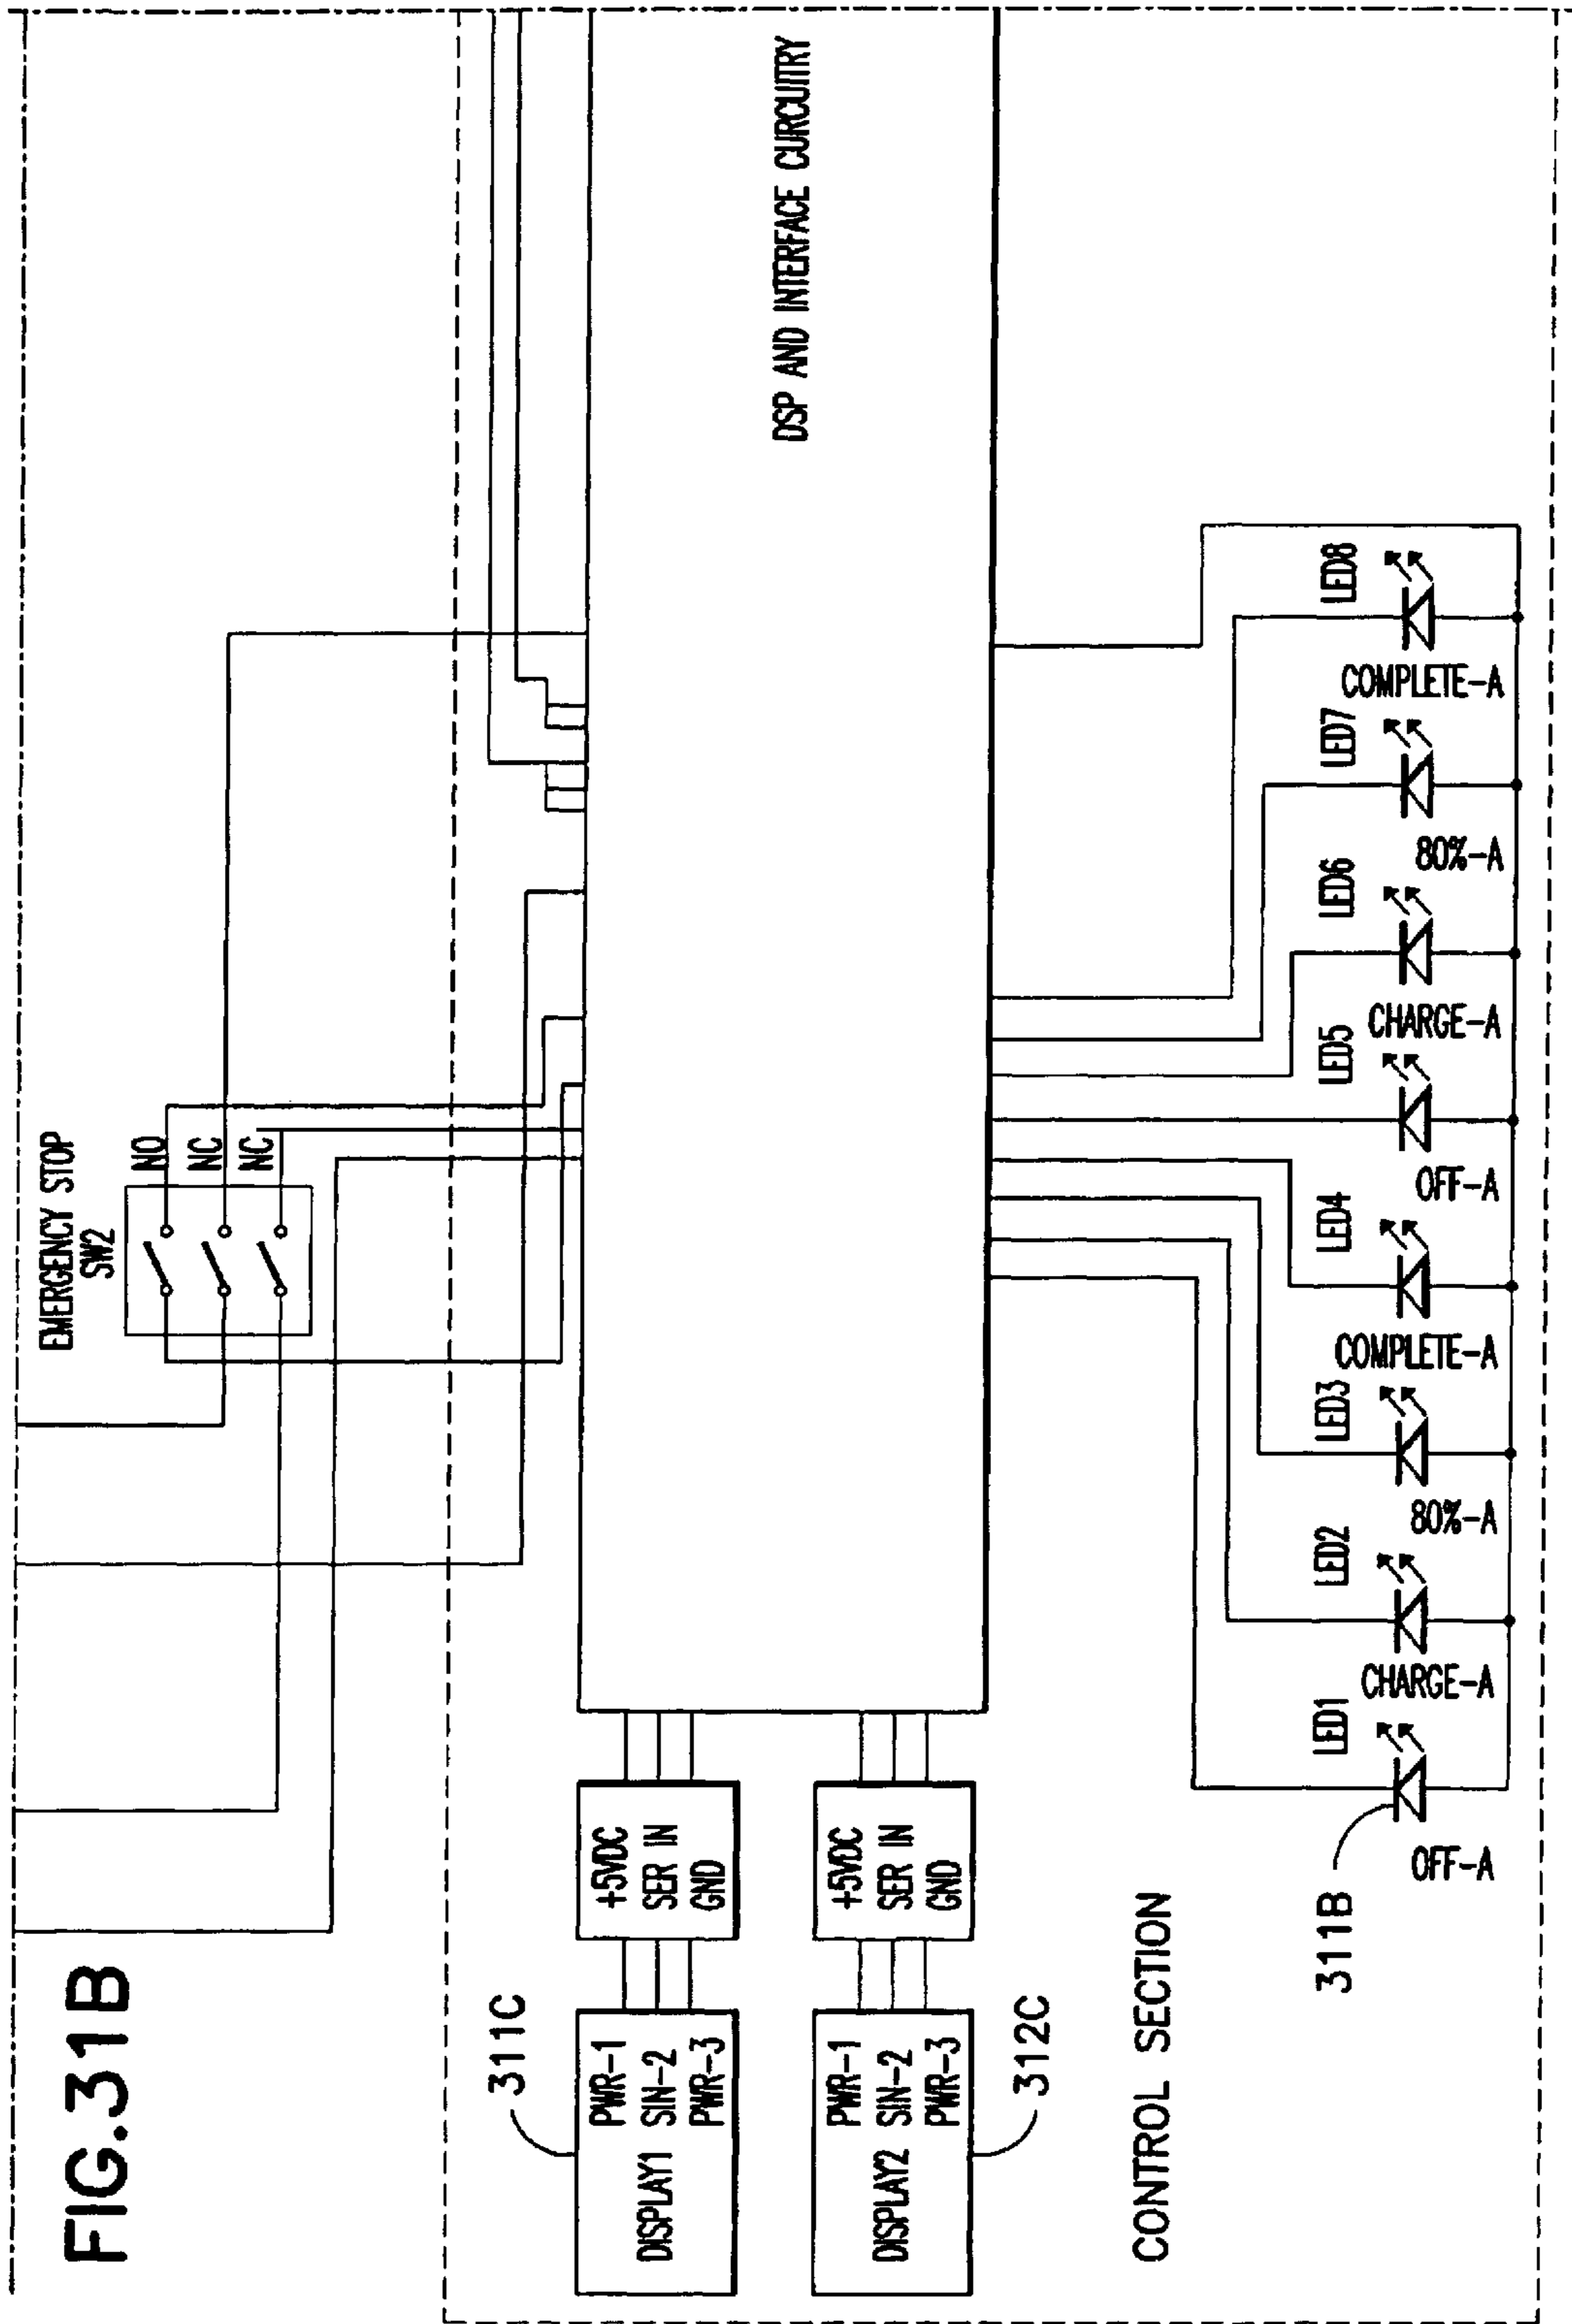 FIG.31B
EMERGENCY STOP
SW2
NO
NC
NC
311C
DISPLAY1
PWR-1
SIN-2
PWR-3
+5VDC
SER IN
GND
DSP AND INTERFACE CURCUITRY
DISPLAY2
PWR-1
SIN-2
PWR-3
+5VDC
SER IN
GND
312C
CONTROL SECTION
311B
LED1
LED2
LED3
LED4
LED5
LED6
LED7
LED8
OFF-A
CHARGE-A
80%-A
COMPLETE-A
OFF-A
CHARGE-A
80%-A
COMPLETE-A